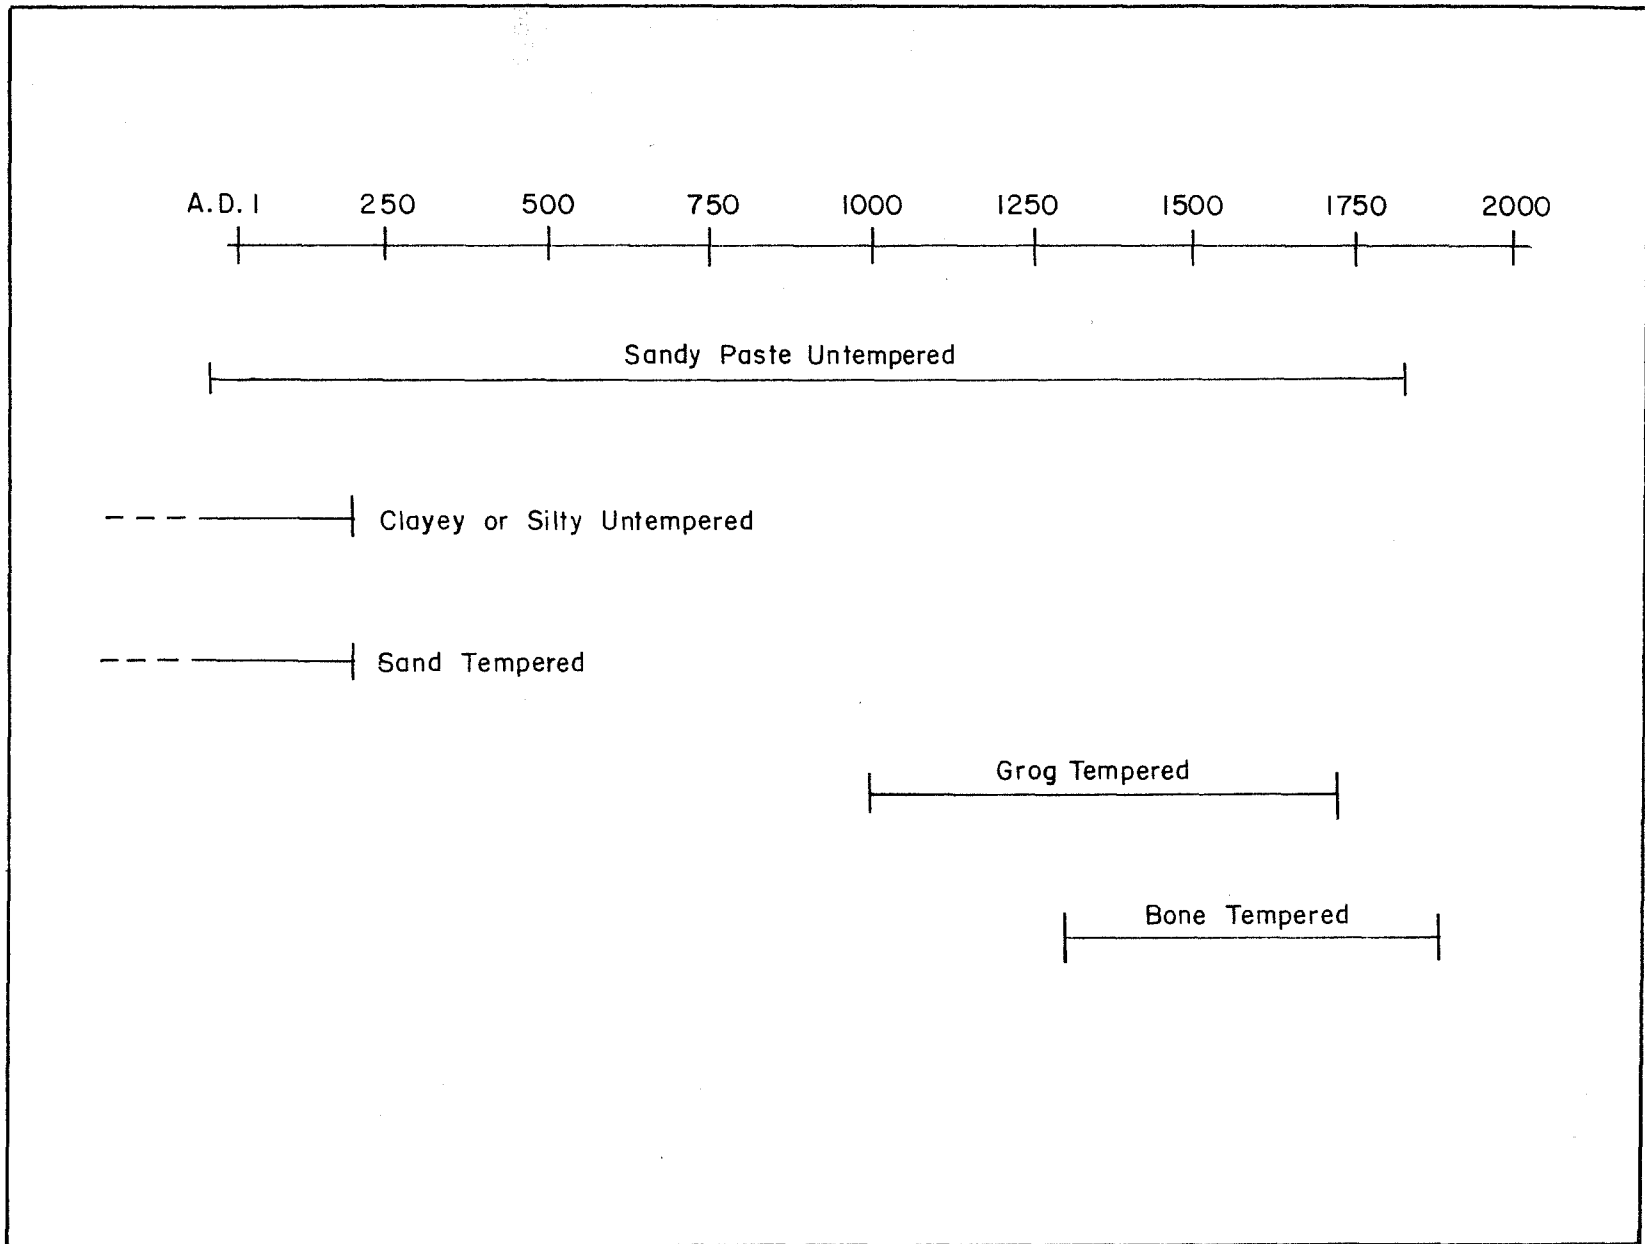 A.D. 1 250 500 750 1000 1250 1500 1750 2000
Sandy Paste Untempered
Clayey or Silty Untempered
Sand Tempered
Grog Tempered
Bone Tempered